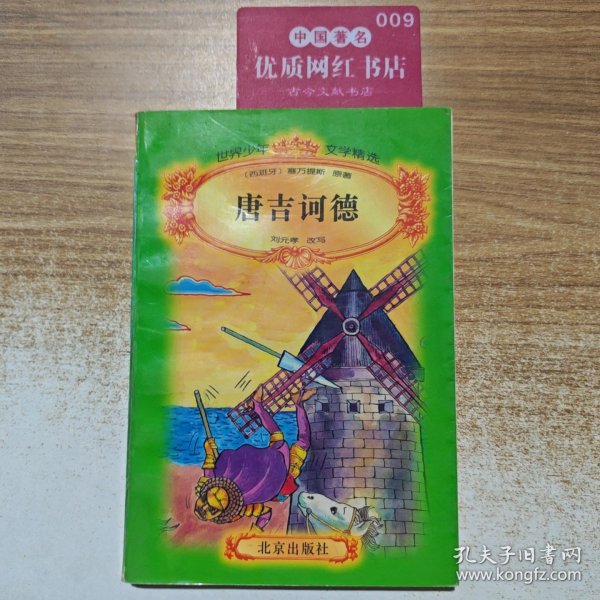 009
中国著名
优质网红书店
古今文献书店
世界少年 文学精选
(西班牙) 塞万提斯 原著
唐吉诃德
刘元孝 改写
北京出版社
孔夫子旧书网
www.kongfz.com